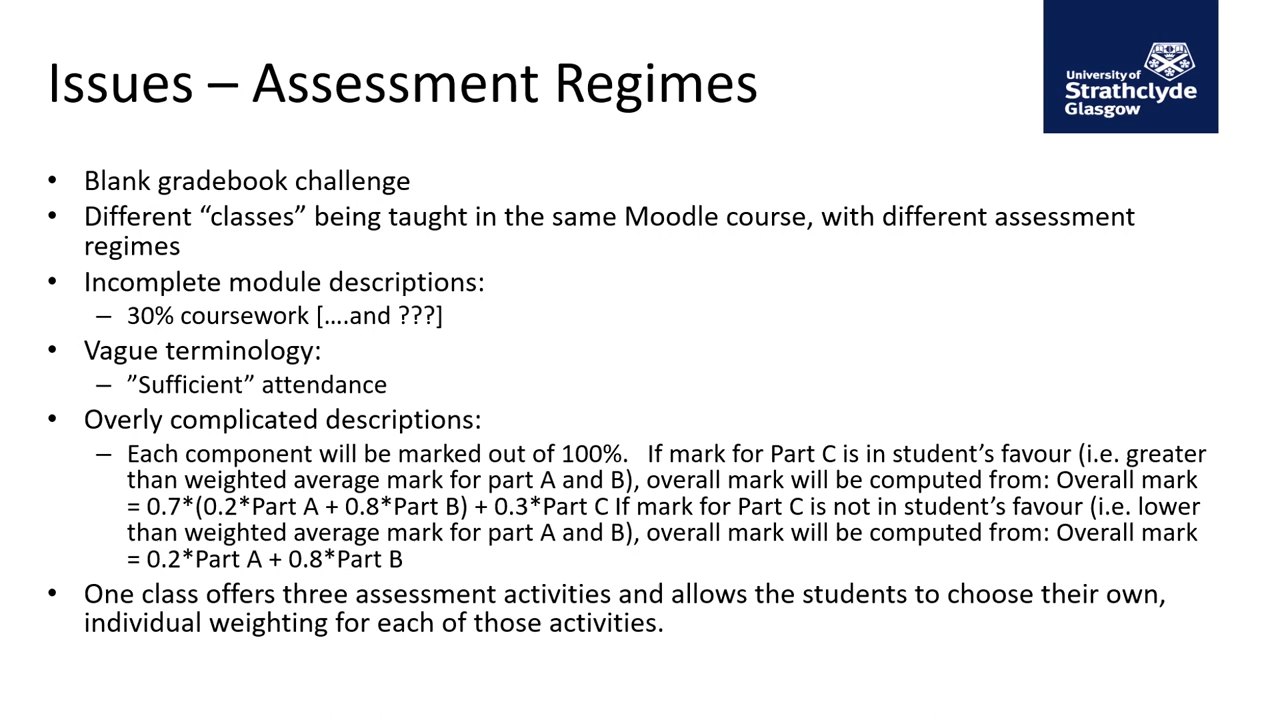 Issues – Assessment Regimes
University of
Strathclyde
Glasgow
• Blank gradebook challenge
• Different “classes” being taught in the same Moodle course, with different assessment
regimes
• Incomplete module descriptions:
– 30% coursework [….and ???]
• Vague terminology:
– ”Sufficient” attendance
• Overly complicated descriptions:
– Each component will be marked out of 100%.   If mark for Part C is in student’s favour (i.e. greater
than weighted average mark for part A and B), overall mark will be computed from: Overall mark
= 0.7*(0.2*Part A + 0.8*Part B) + 0.3*Part C If mark for Part C is not in student’s favour (i.e. lower
than weighted average mark for part A and B), overall mark will be computed from: Overall mark
= 0.2*Part A + 0.8*Part B
• One class offers three assessment activities and allows the students to choose their own,
individual weighting for each of those activities.